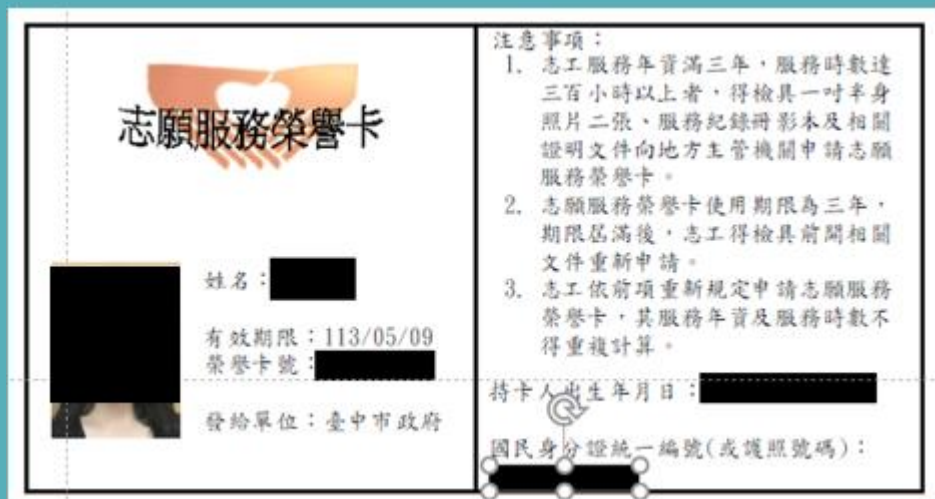 志願服務榮譽卡
姓名：
有效期限：113/05/09
榮譽卡號：
發給單位：臺中市政府
注意事項：
1. 志工服務年資滿三年，服務時數達
三百小時以上者，得檢具一吋半身
照片二張、服務紀錄冊影本及相關
證明文件向地方主管機關申請志願
服務榮譽卡。
2. 志願服務榮譽卡使用期限為三年，
期限屆滿後，志工得檢具前開相關
文件重新申請。
3. 志工依前項重新規定申請志願服務
榮譽卡，其服務年資及服務時數不
得重複計算。
持卡人出生年月日：
國民身分證統一編號(或護照號碼)：